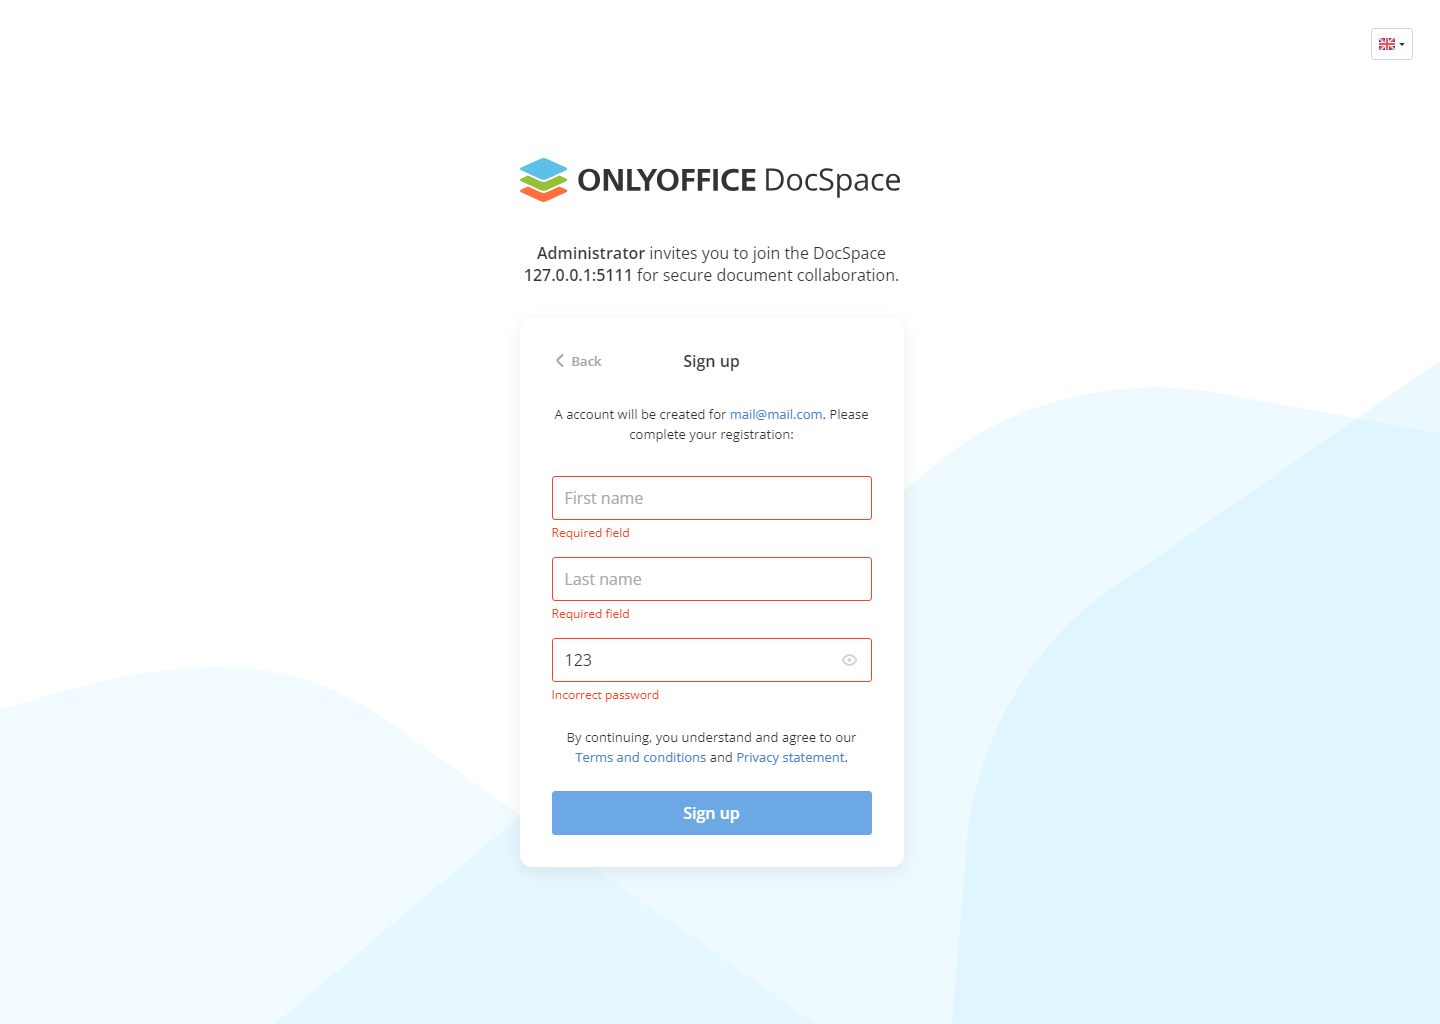 ONLYOFFICE DocSpace
Administrator invites you to join the DocSpace
127.0.0.1:5111 for secure document collaboration.
Back
Sign up
A account will be created for mail@mail.com. Please
complete your registration:
First name
Required field
Last name
Required field
123
Incorrect password
By continuing, you understand and agree to our
Terms and conditions and Privacy statement.
Sign up